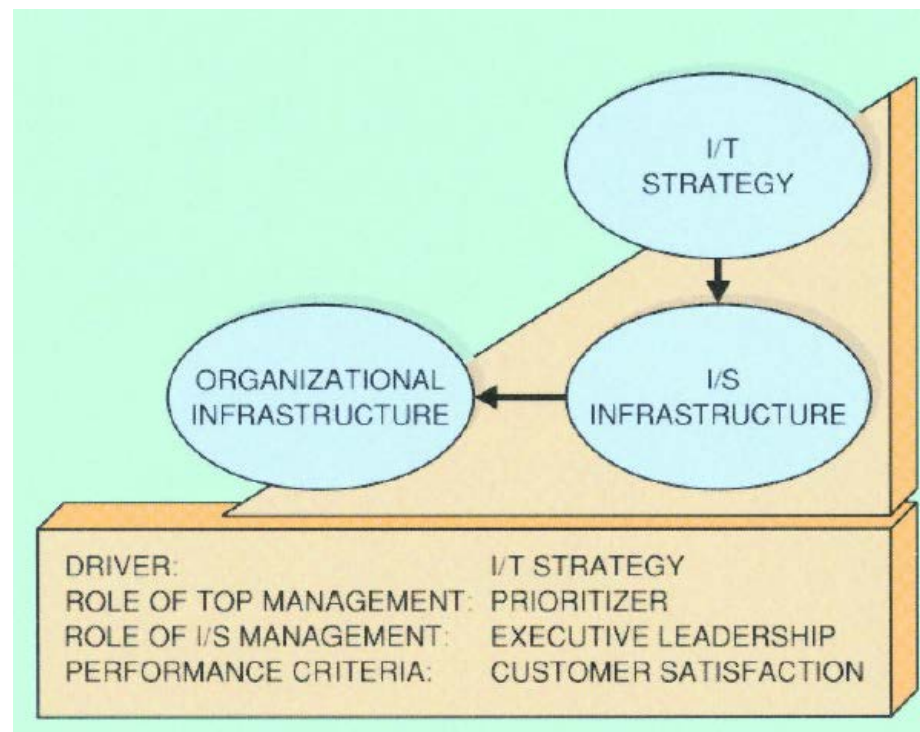 I/T
STRATEGY
ORGANIZATIONAL
INFRASTRUCTURE
I/S
INFRASTRUCTURE
DRIVER: I/T STRATEGY
ROLE OF TOP MANAGEMENT: PRIORITIZER
ROLE OF I/S MANAGEMENT: EXECUTIVE LEADERSHIP
PERFORMANCE CRITERIA: CUSTOMER SATISFACTION